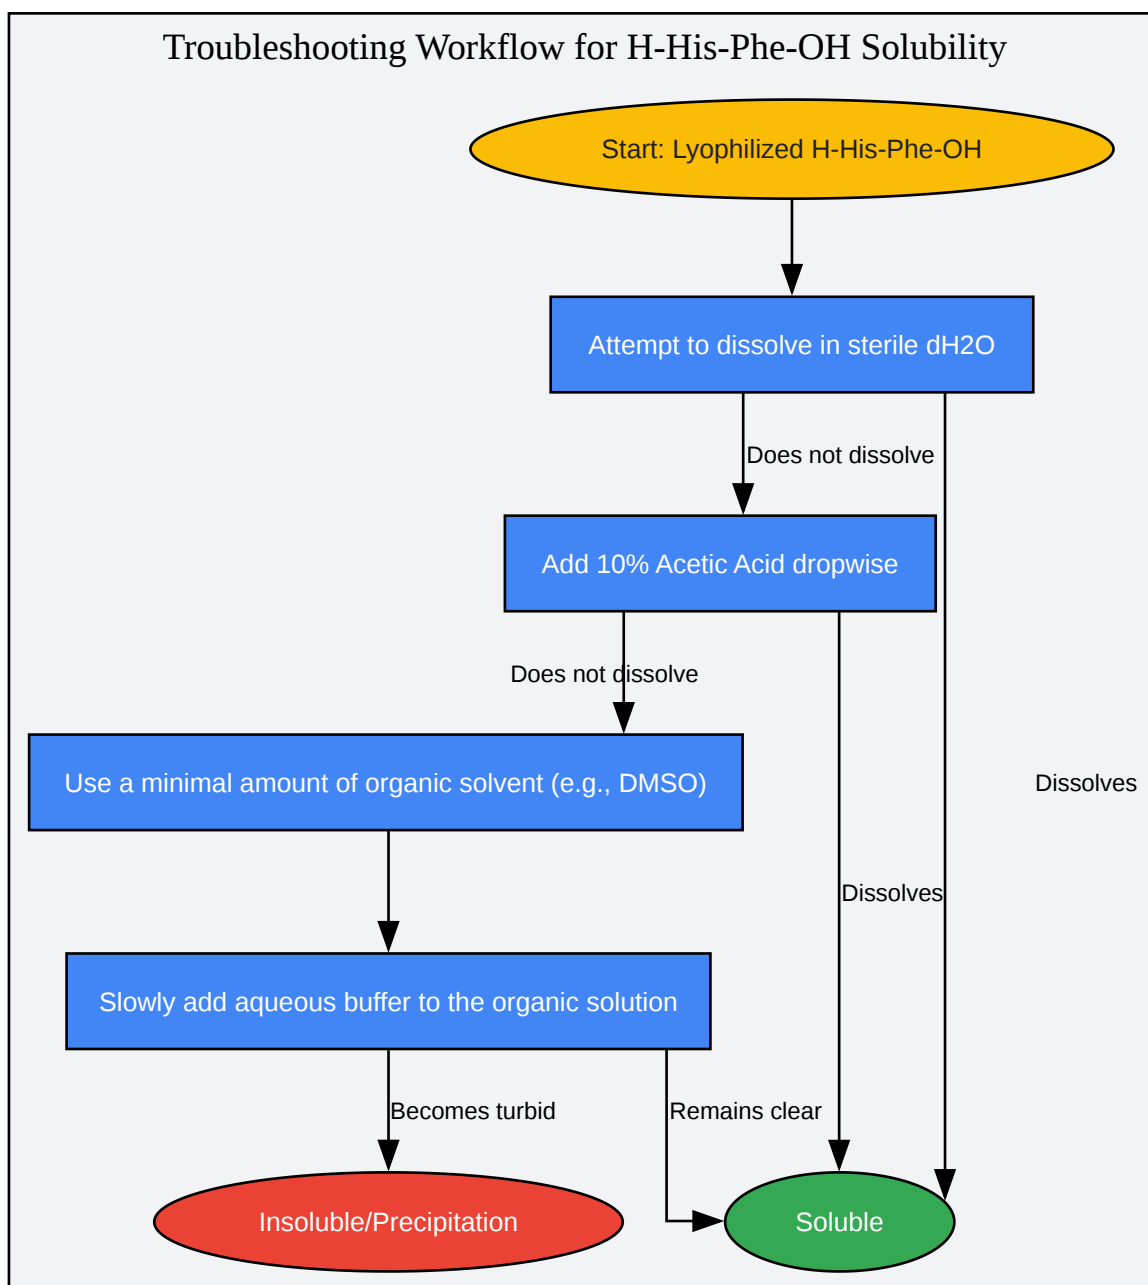 Troubleshooting Workflow for H-His-Phe-OH Solubility
Start: Lyophilized H-His-Phe-OH
Attempt to dissolve in sterile dH2O
Does not dissolve
Add 10% Acetic Acid dropwise
Does not dissolve
Use a minimal amount of organic solvent (e.g., DMSO)
Dissolves
Dissolves
Slowly add aqueous buffer to the organic solution
Becomes turbid
Remains clear
Insoluble/Precipitation
Soluble